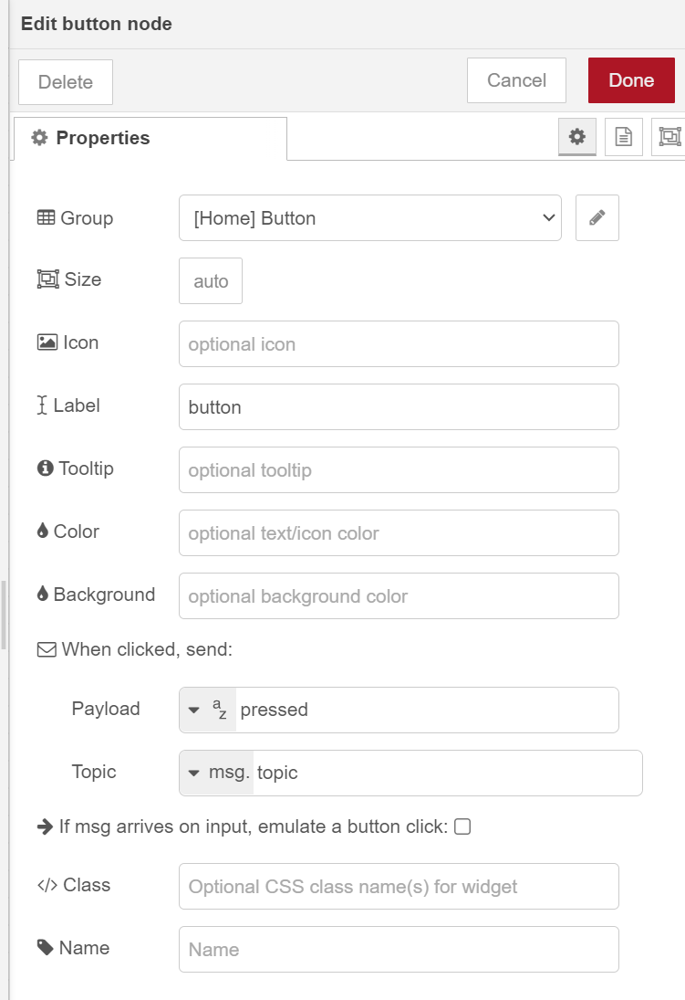 Edit button node
Delete Cancel Done
Properties
Group [Home] Button
Size auto
Icon optional icon
Label button
Tooltip optional tooltip
Color optional text/icon color
Background optional background color
When clicked, send:
Payload az pressed
Topic msg. topic
If msg arrives on input, emulate a button click:
</> Class Optional CSS class name(s) for widget
Name Name